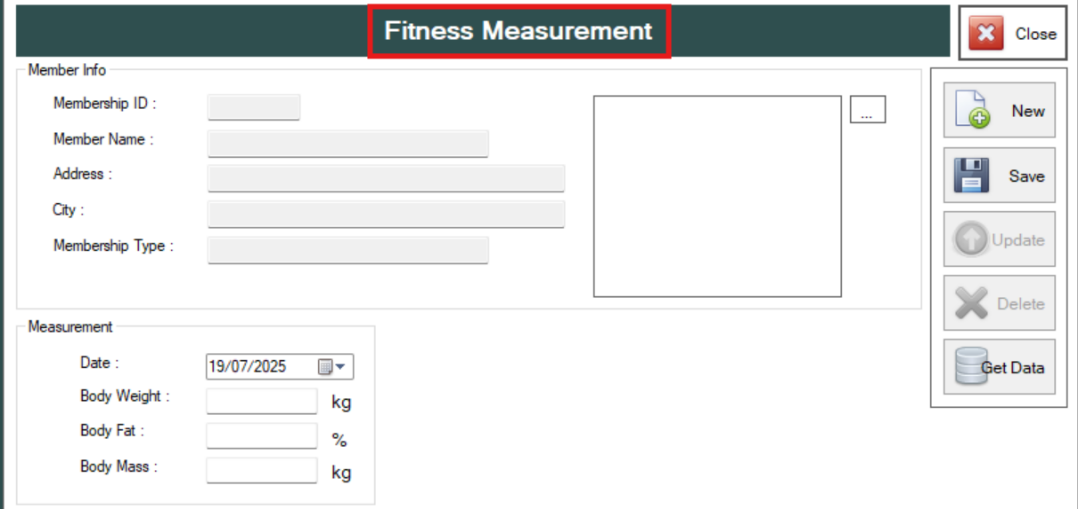 Fitness Measurement
Close
Member Info
Membership ID :
...
New
Member Name :
Address :
Save
City :
Membership Type :
Update
Delete
Measurement
Date :
19/07/2025
Get Data
Body Weight :
kg
Body Fat :
%
Body Mass :
kg